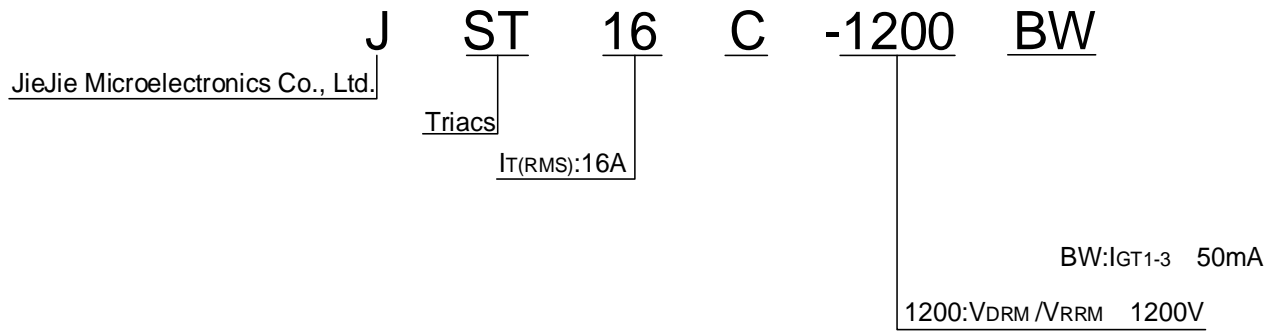 J ST 16 C -1200 BW
JieJie Microelectronics Co., Ltd.
Triacs
IT(RMS):16A
BW:IGT1-3 50mA
1200:VDRM /VRRM 1200V